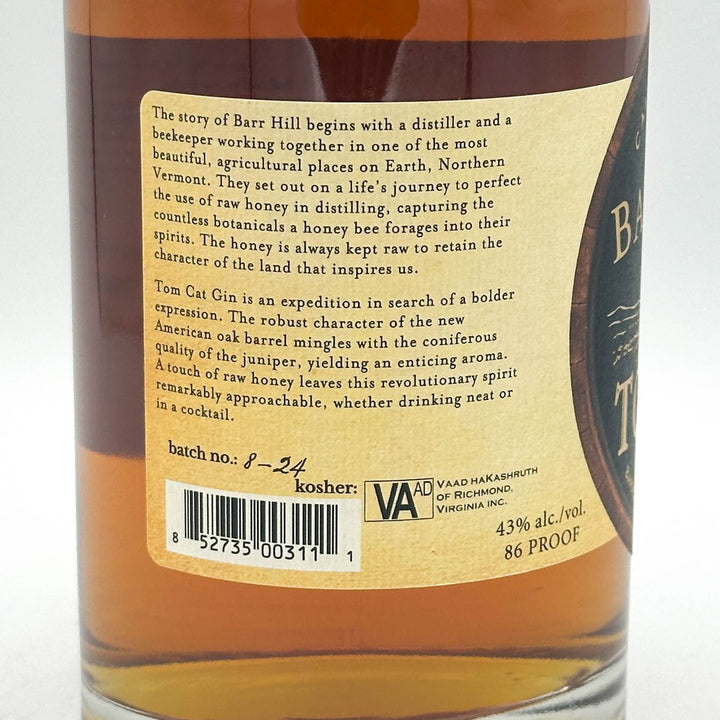 The story of Barr Hill begins with a distiller and a
beekeeper working together in one of the most
beautiful, agricultural places on Earth, Northern
Vermont. They set out on a life's journey to perfect
the use of raw honey in distilling, capturing the
countless botanicals a honey bee forages into their
spirits. The honey is always kept raw to retain the
character of the land that inspires us.
Tom Cat Gin is an expedition in search of a bolder
expression. The robust character of the new
American oak barrel mingles with the coniferous
quality of the juniper, yielding an enticing aroma.
A touch of raw honey leaves this revolutionary spirit
remarkably approachable, whether drinking neat or
in a cocktail.
batch no.: 8-24
kosher: VAAD VAAD HAKASHRUTH
OF RICHMOND,
VIRGINIA INC.
8 52735 00311 1
43% alc./vol.
86 PROOF
BA
TO